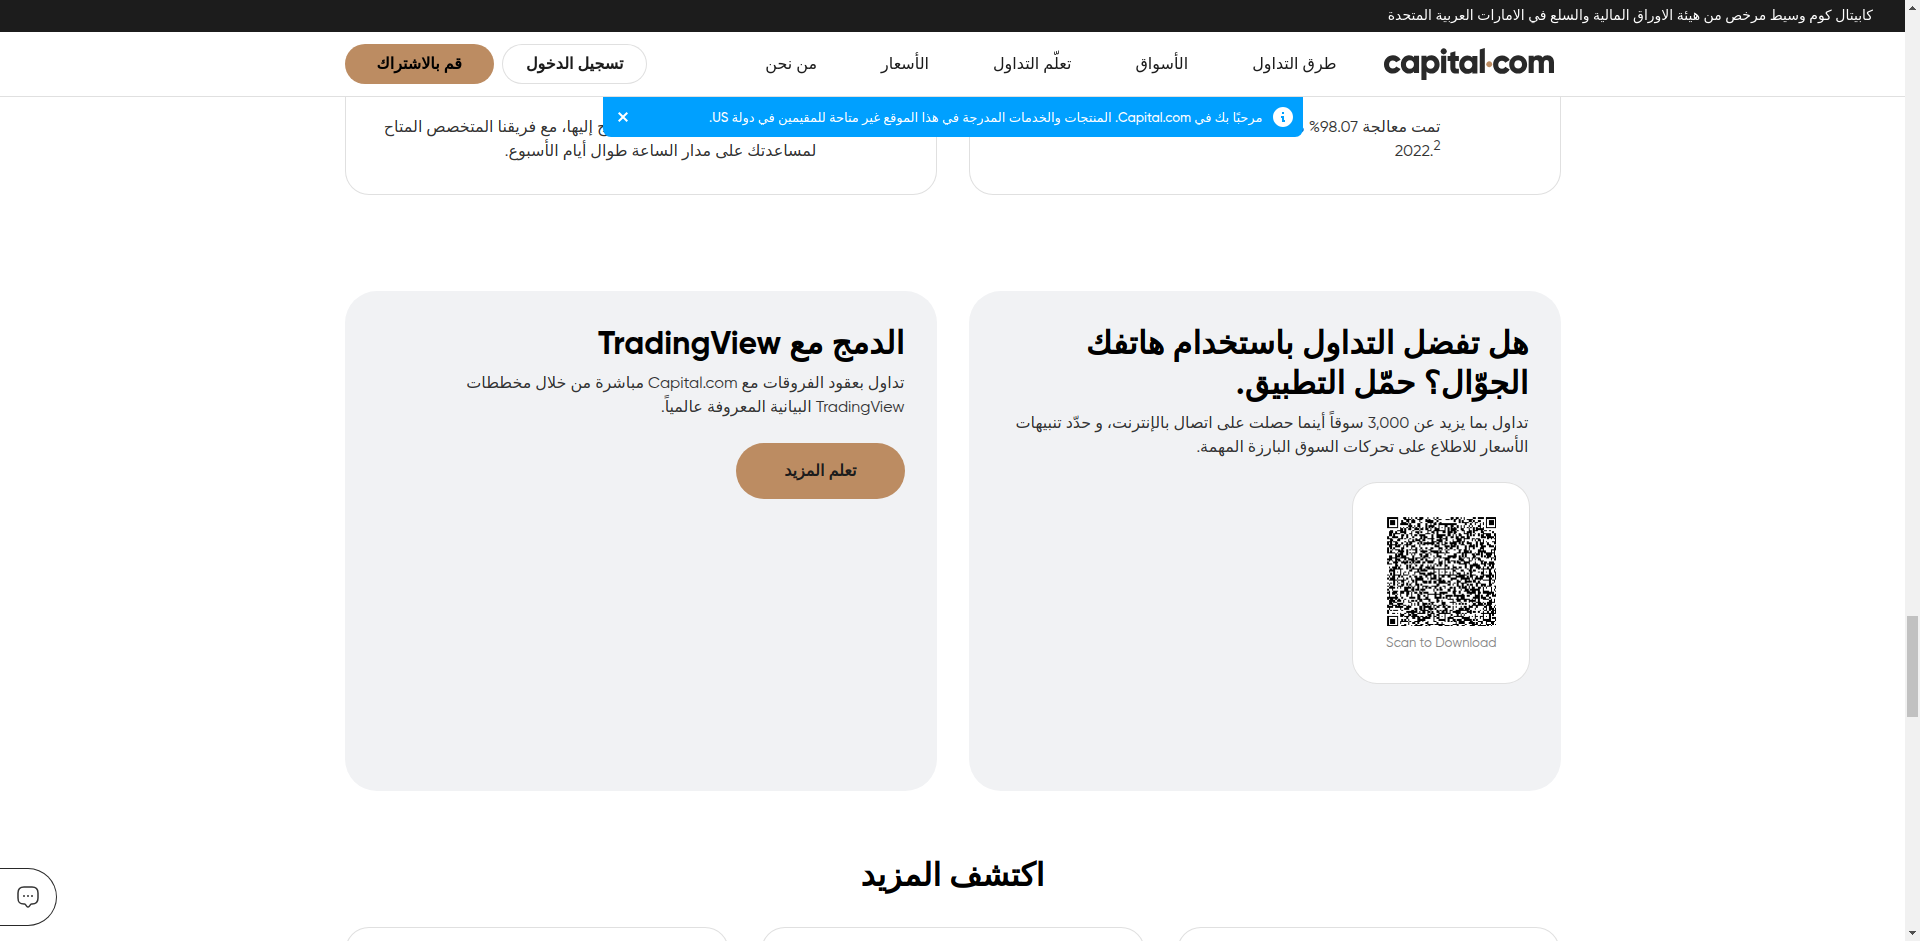 كابيتال كوم وسيط مرخص من هيئة الاوراق المالية والسلع في الامارات العربية المتحدة
capital.com
طرق التداول
الأسواق
تعلّم التداول
الأسعار
من نحن
تسجيل الدخول
قم بالاشتراك
مرحبًا بك في Capital.com. المنتجات والخدمات المدرجة في هذا الموقع غير متاحة للمقيمين في دولة US.
تمت معالجة 98.07%
2022.2
إليها، مع فريقنا المتخصص المتاح
لمساعدتك على مدار الساعة طوال أيام الأسبوع.
هل تفضل التداول باستخدام هاتفك
الجوّال؟ حمّل التطبيق.
تداول بما يزيد عن 3,000 سوقاً أينما حصلت على اتصال بالإنترنت، و حدّد تنبيهات
الأسعار للاطلاع على تحركات السوق البارزة المهمة.
Scan to Download
الدمج مع TradingView
تداول بعقود الفروقات مع Capital.com مباشرة من خلال مخططات
TradingView البيانية المعروفة عالمياً.
تعلم المزيد
اكتشف المزيد